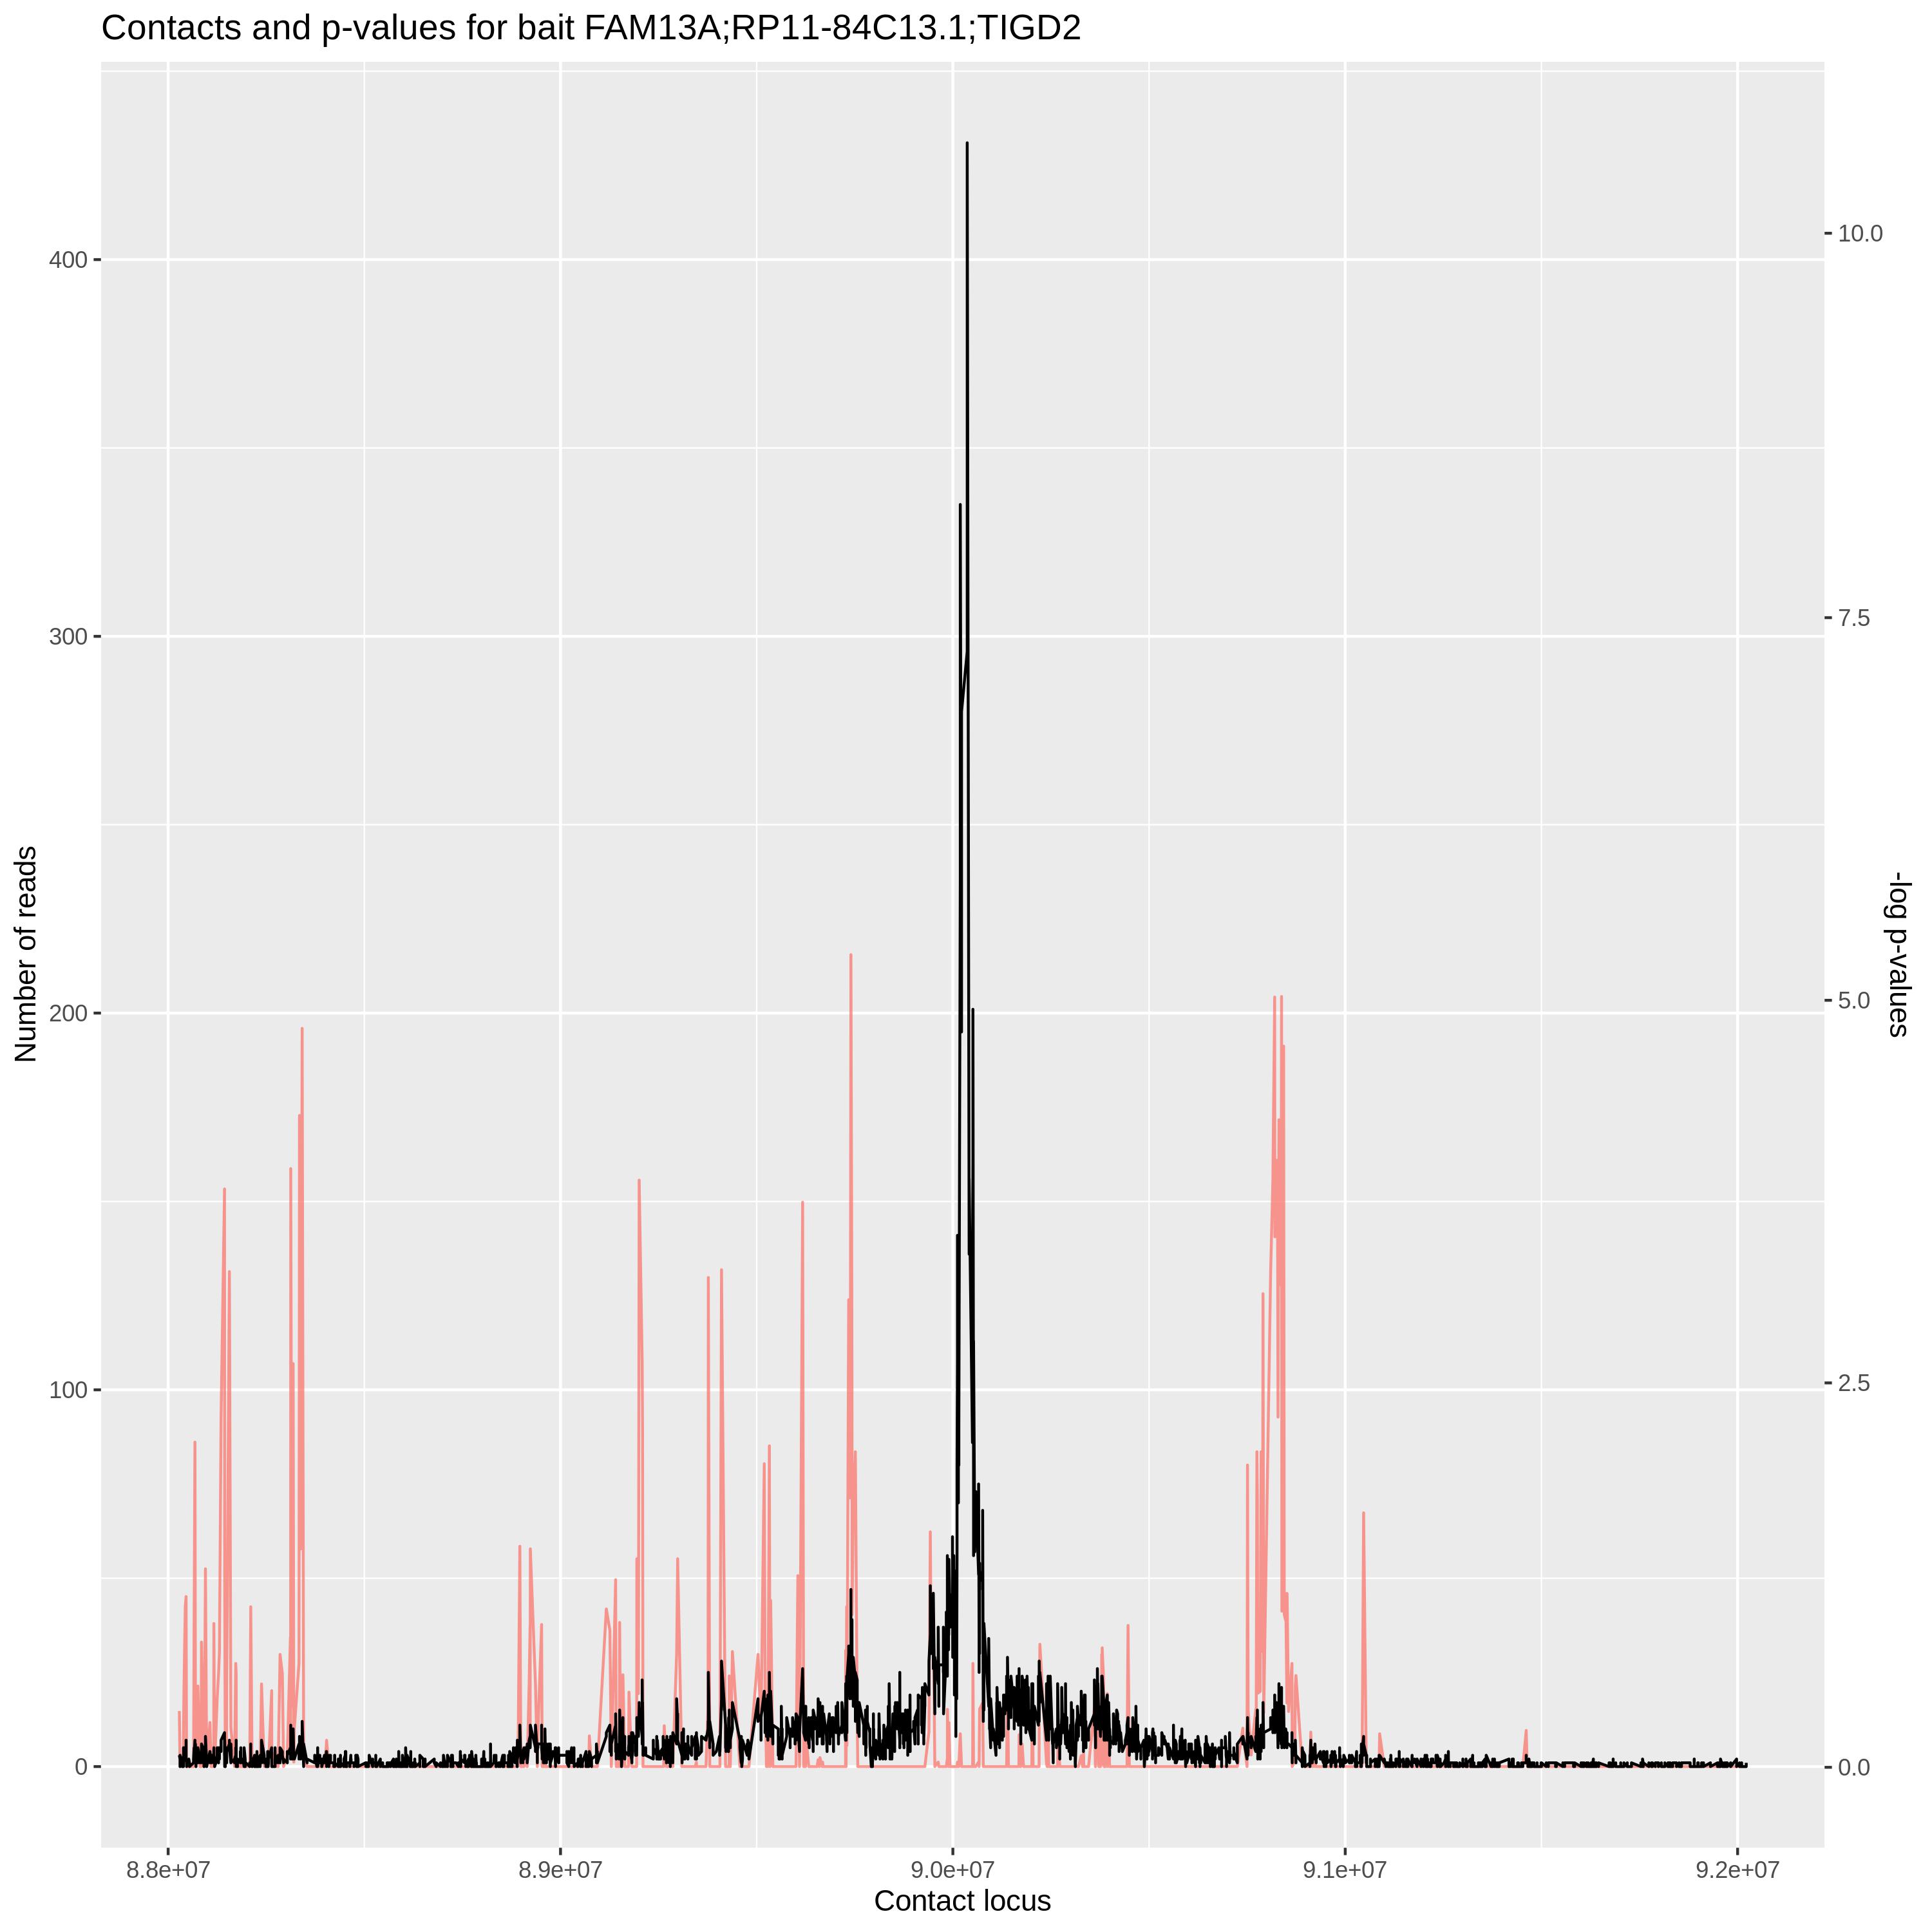 Contacts and p-values for bait FAM13A;RP11-84C13.1;TIGD2
Number of reads
400
300
200
100
0
10.0
7.5
5.0
2.5
0.0
-log p-values
8.8e+07
8.9e+07
9.0e+07
9.1e+07
9.2e+07
Contact locus